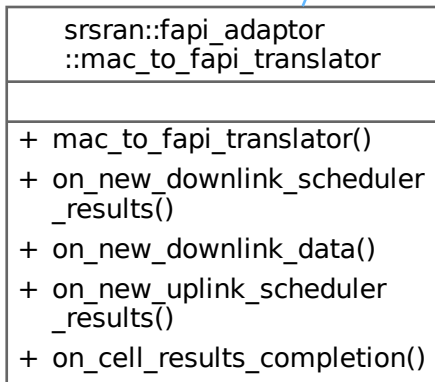 srsran::fapi_adaptor
::mac_to_fapi_translator
+ mac_to_fapi_translator()
+ on_new_downlink_scheduler
_results()
+ on_new_downlink_data()
+ on_new_uplink_scheduler
_results()
+ on_cell_results_completion()